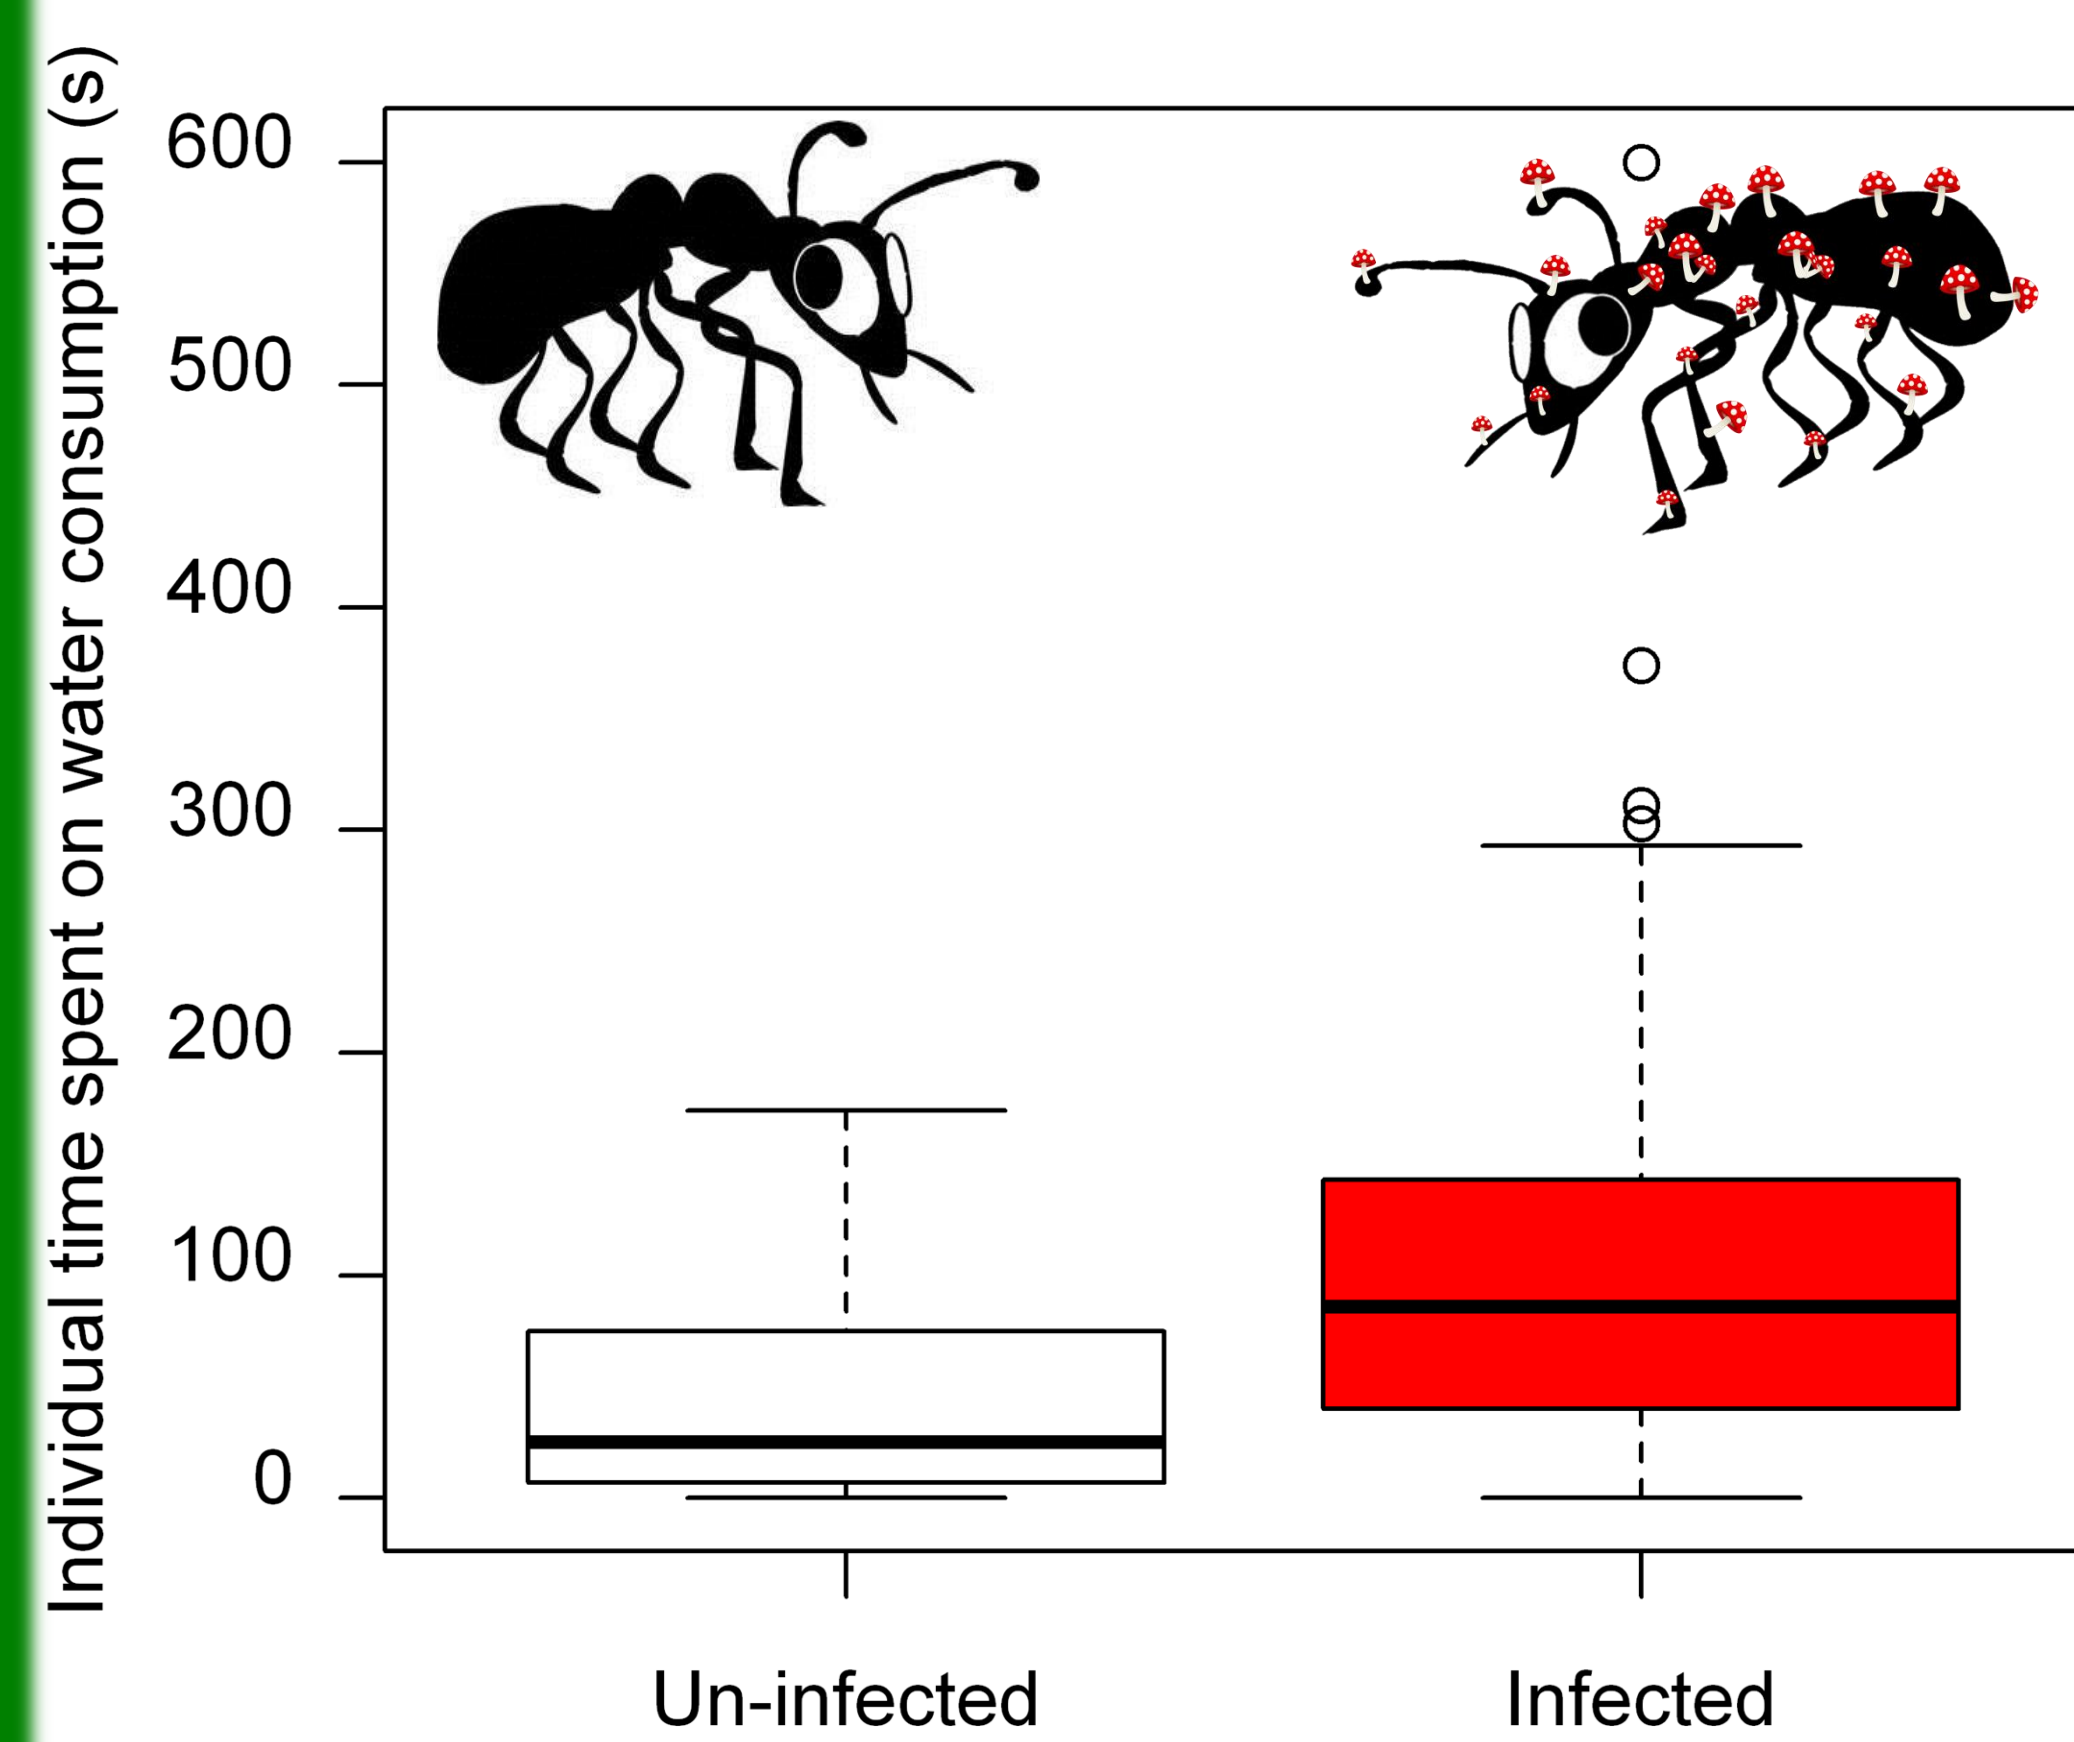 Individual time spent on water consumption (s)
600
500
400
300
200
100
0
Un-infected
Infected